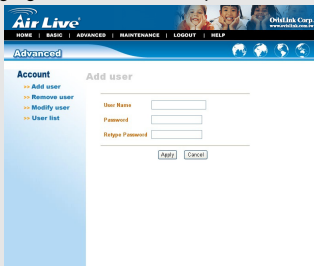 Air Live
OvisLink Corp.
www.ovislink.com.tw
HOME | BASIC | ADVANCED | MAINTENANCE | LOGOUT | HELP
Advanced
Account
Add user
Remove user
Modify user
User list
Add user
User Name
Password
Retype Password
Apply Cancel